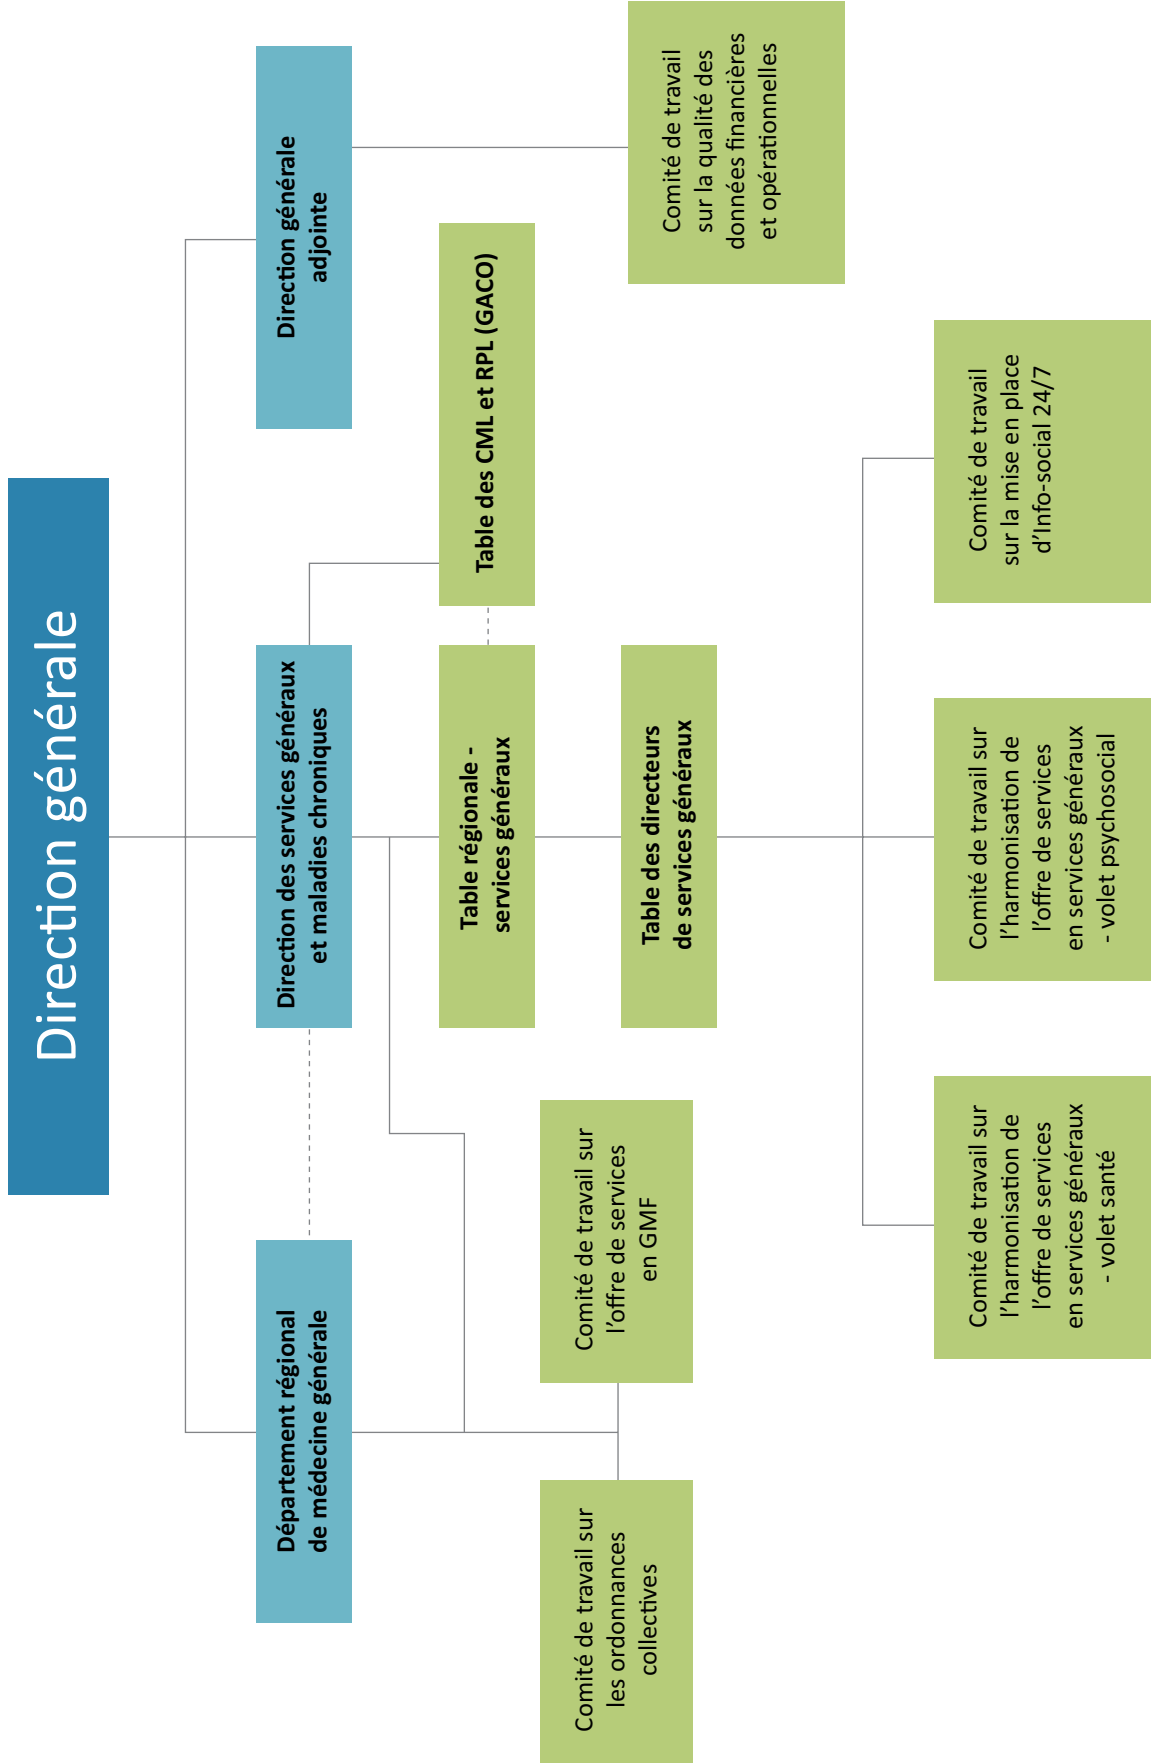 Direction générale
Département régional
de médecine générale
Direction des services généraux
et maladies chroniques
Direction générale
adjointe
Table régionale -
services généraux
Table des CML et RPL (GACO)
Comité de travail sur
les ordonnances
collectives
Comité de travail sur
l'offre de services
en GMF
Table des directeurs
de services généraux
Comité de travail
sur la qualité des
données financières
et opérationnelles
Comité de travail sur
l'harmonisation de
l'offre de services
en services généraux
- volet santé
Comité de travail sur
l'harmonisation de
l'offre de services
en services généraux
- volet psychosocial
Comité de travail
sur la mise en place
d'Info-social 24/7